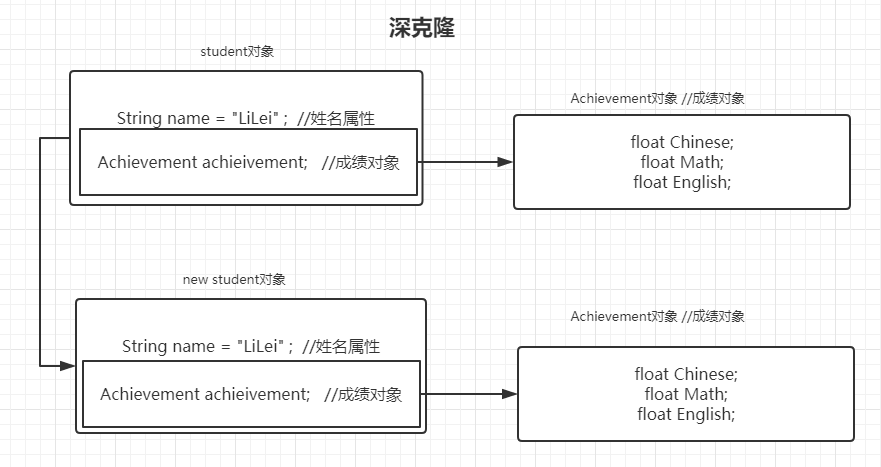 深克隆
student对象
String name = "LiLei" ;  //姓名属性
Achievement achieivement;   //成绩对象
Achievement对象 //成绩对象
float Chinese;
float Math;
float English;
new student对象
String name = "LiLei" ;  //姓名属性
Achievement achieivement;   //成绩对象
Achievement对象 //成绩对象
float Chinese;
float Math;
float English;